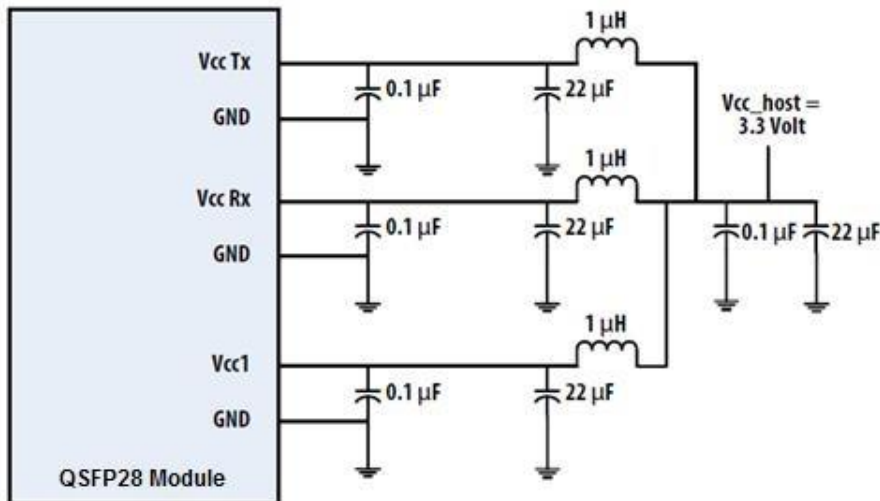 1 μH
Vcc Tx
0.1 μF
22 μF
Vcc_host =
3.3 Volt
GND
1 μH
Vcc Rx
0.1 μF
22 μF
0.1 μF
22 μF
GND
1 μH
Vcc1
0.1 μF
22 μF
GND
QSFP28 Module